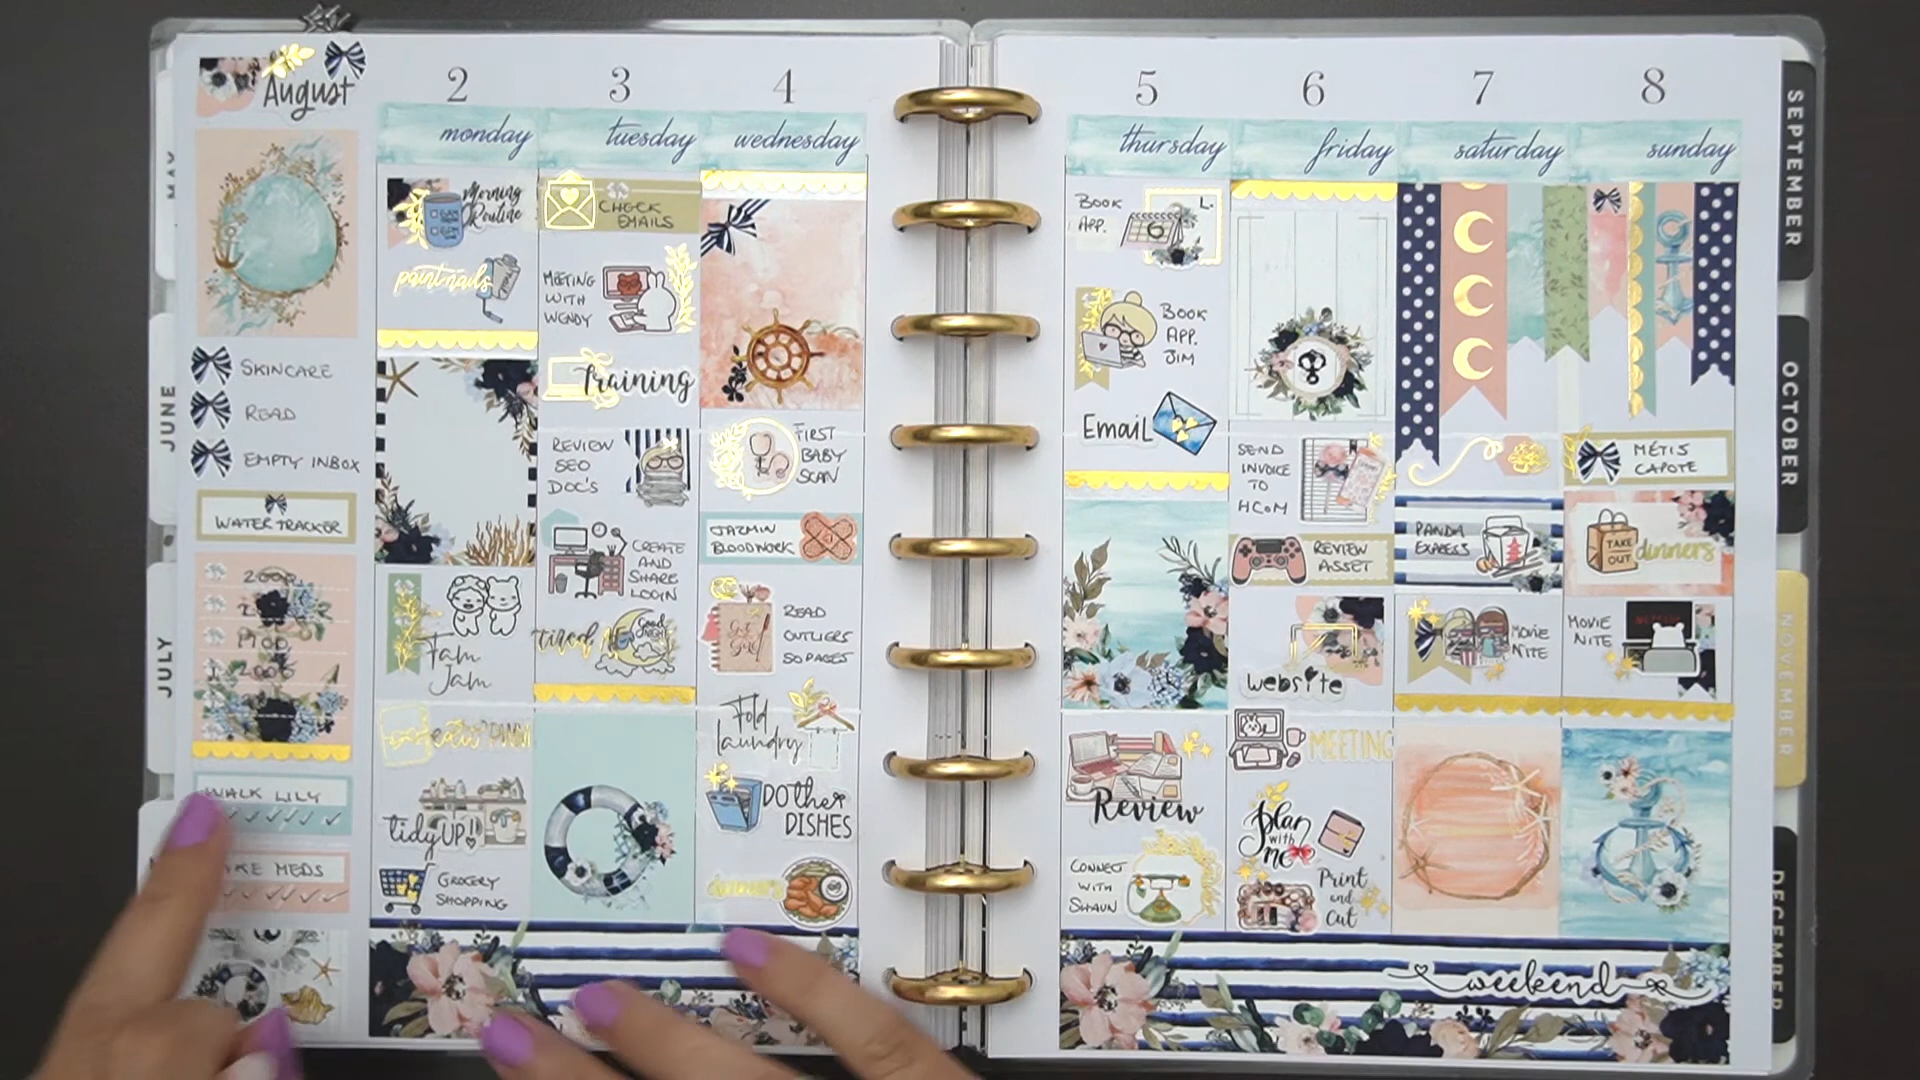 August
2
3
4
5
6
7
8
monday
tuesday
wednesday
thursday
friday
saturday
sunday
SKINCARE
READ
EMPTY INBOX
WATER TRACKER
WALK LILY
MEDS
Morning
Routine
paint nails
Fam
Jam
tidy UP!
GROCERY
SHOPPING
CHECK
EMAILS
MEETING
WITH
WENDY
Training
REVIEW
SEO
DOC'S
CREATE
AND
SHARE
LOGIN
tired
Good
NIGHT
FIRST
BABY
SCAN
JAZMIN
BLOODWORK
READ
OUTLIERS
50 PAGES
Fold
laundry
DO the
DISHES
dinners
BOOK
APP.
L.
BOOK
APP.
JIM
EMAIL
Review
CONNECT
WITH
SHAUN
SEND
INVOICE
TO
HCOM
REVIEW
ASSET
website
MEETING
plan
with
me
Print
and
Cut
PANDA
EXPRESS
MOVIE
NITE
MÉTIS
CAPOTE
TAKE
OUT
dinners
MOVIE
NITE
weekend
MAY
JUNE
JULY
SEPTEMBER
OCTOBER
NOVEMBER
DECEMBER